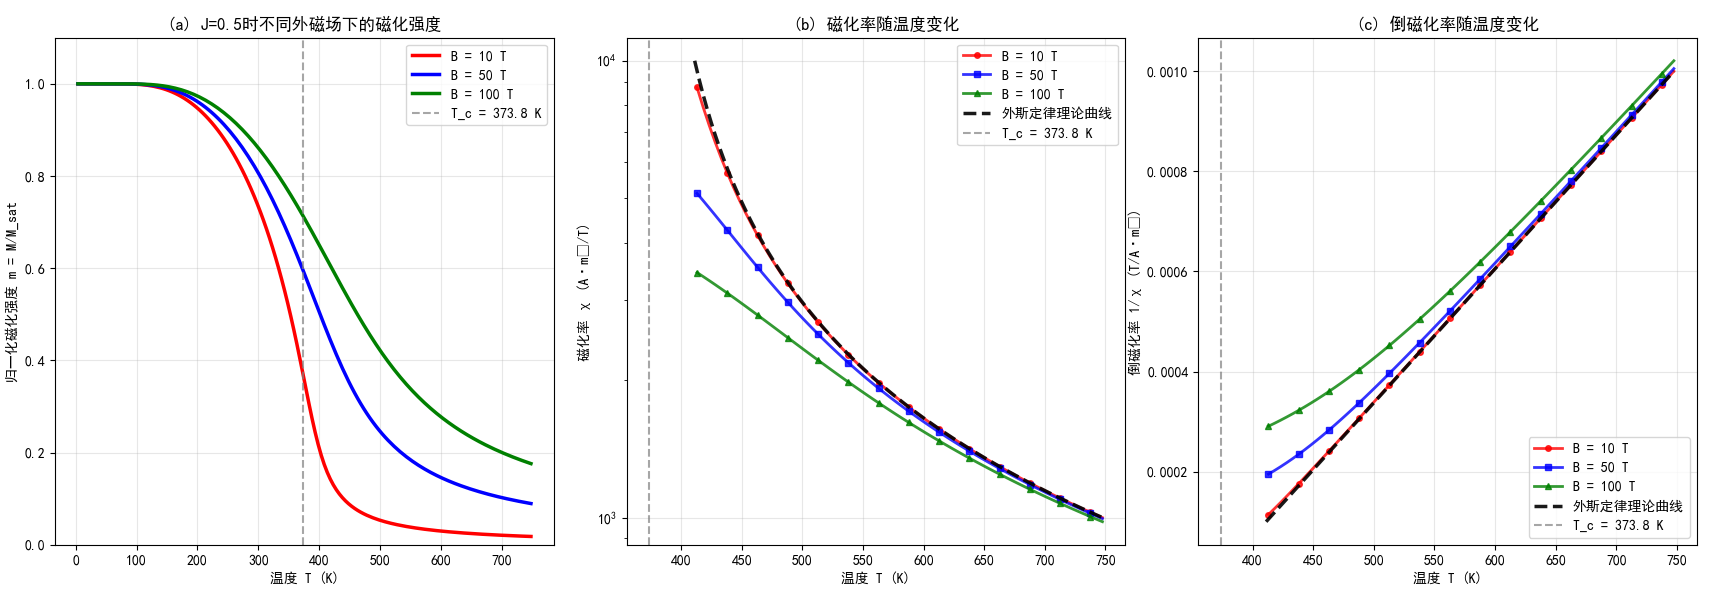 (a) J=0.5时不同外磁场下的磁化强度
归一化磁化强度 m = M/M_sat
1.0
0.8
0.6
0.4
0.2
0.0
0 100 200 300 400 500 600 700
温度 T (K)
B = 10 T
B = 50 T
B = 100 T
T_c = 373.8 K
(b) 磁化率随温度变化
磁化率 χ (A·m□/T)
10⁴
10³
400 450 500 550 600 650 700 750
温度 T (K)
B = 10 T
B = 50 T
B = 100 T
外斯定律理论曲线
T_c = 373.8 K
(c) 倒磁化率随温度变化
倒磁化率 1/χ (T/A·m□)
0.0010
0.0008
0.0006
0.0004
0.0002
400 450 500 550 600 650 700 750
温度 T (K)
B = 10 T
B = 50 T
B = 100 T
外斯定律理论曲线
T_c = 373.8 K